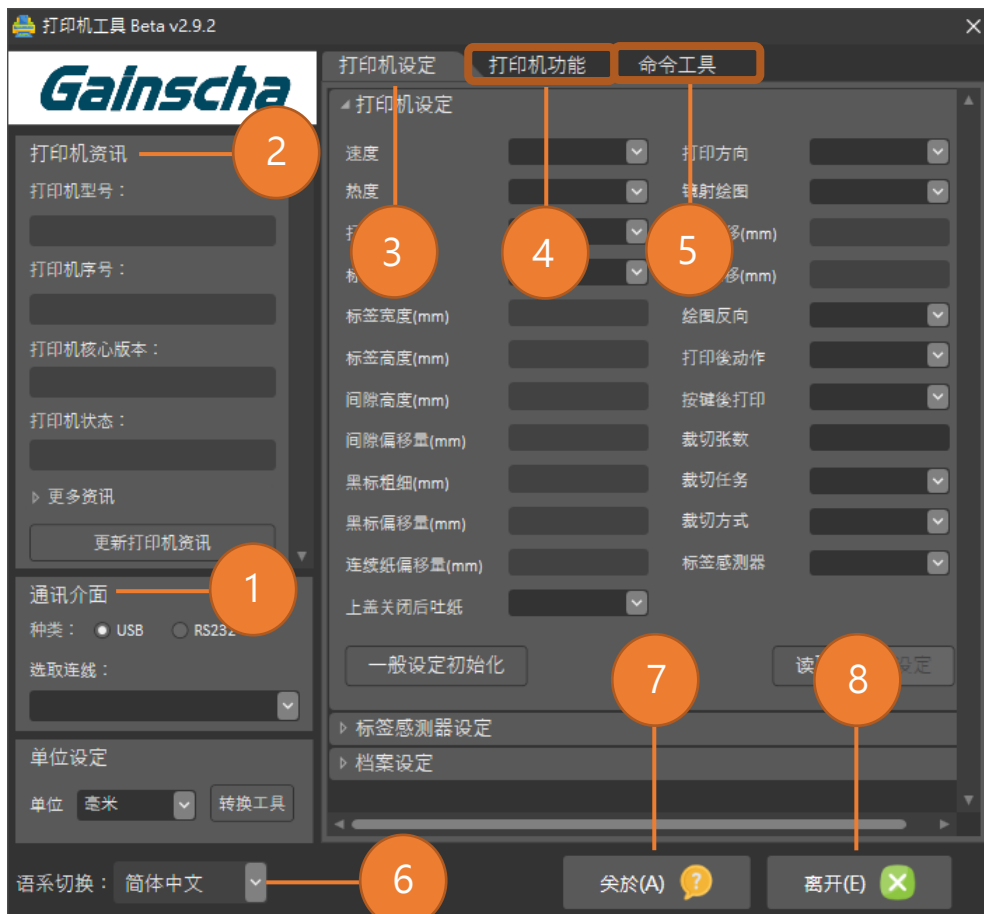 打印机工具 Beta v2.9.2
Gainscha
打印机资讯
2
打印机型号：
打印机序号：
打印机核心版本：
打印机状态：
更多资讯
更新打印机资讯
通讯介面
1
种类： USB RS232
选取连线：
单位设定
单位 毫米 转换工具
语系切换： 简体中文
6
打印机设定 打印机功能 命令工具
打印机设定
速度 打印方向
热度 镜射绘图
3 4 5
(mm)
(mm)
标签宽度(mm) 绘图反向
标签高度(mm) 打印後动作
间隙高度(mm) 按键後打印
间隙偏移量(mm) 裁切张数
黑标粗细(mm) 裁切任务
黑标偏移量(mm) 裁切方式
连续纸偏移量(mm) 标签感测器
上盖关闭后吐纸
一般设定初始化
7 8
标签感测器设定
档案设定
关於(A) 离开(E)